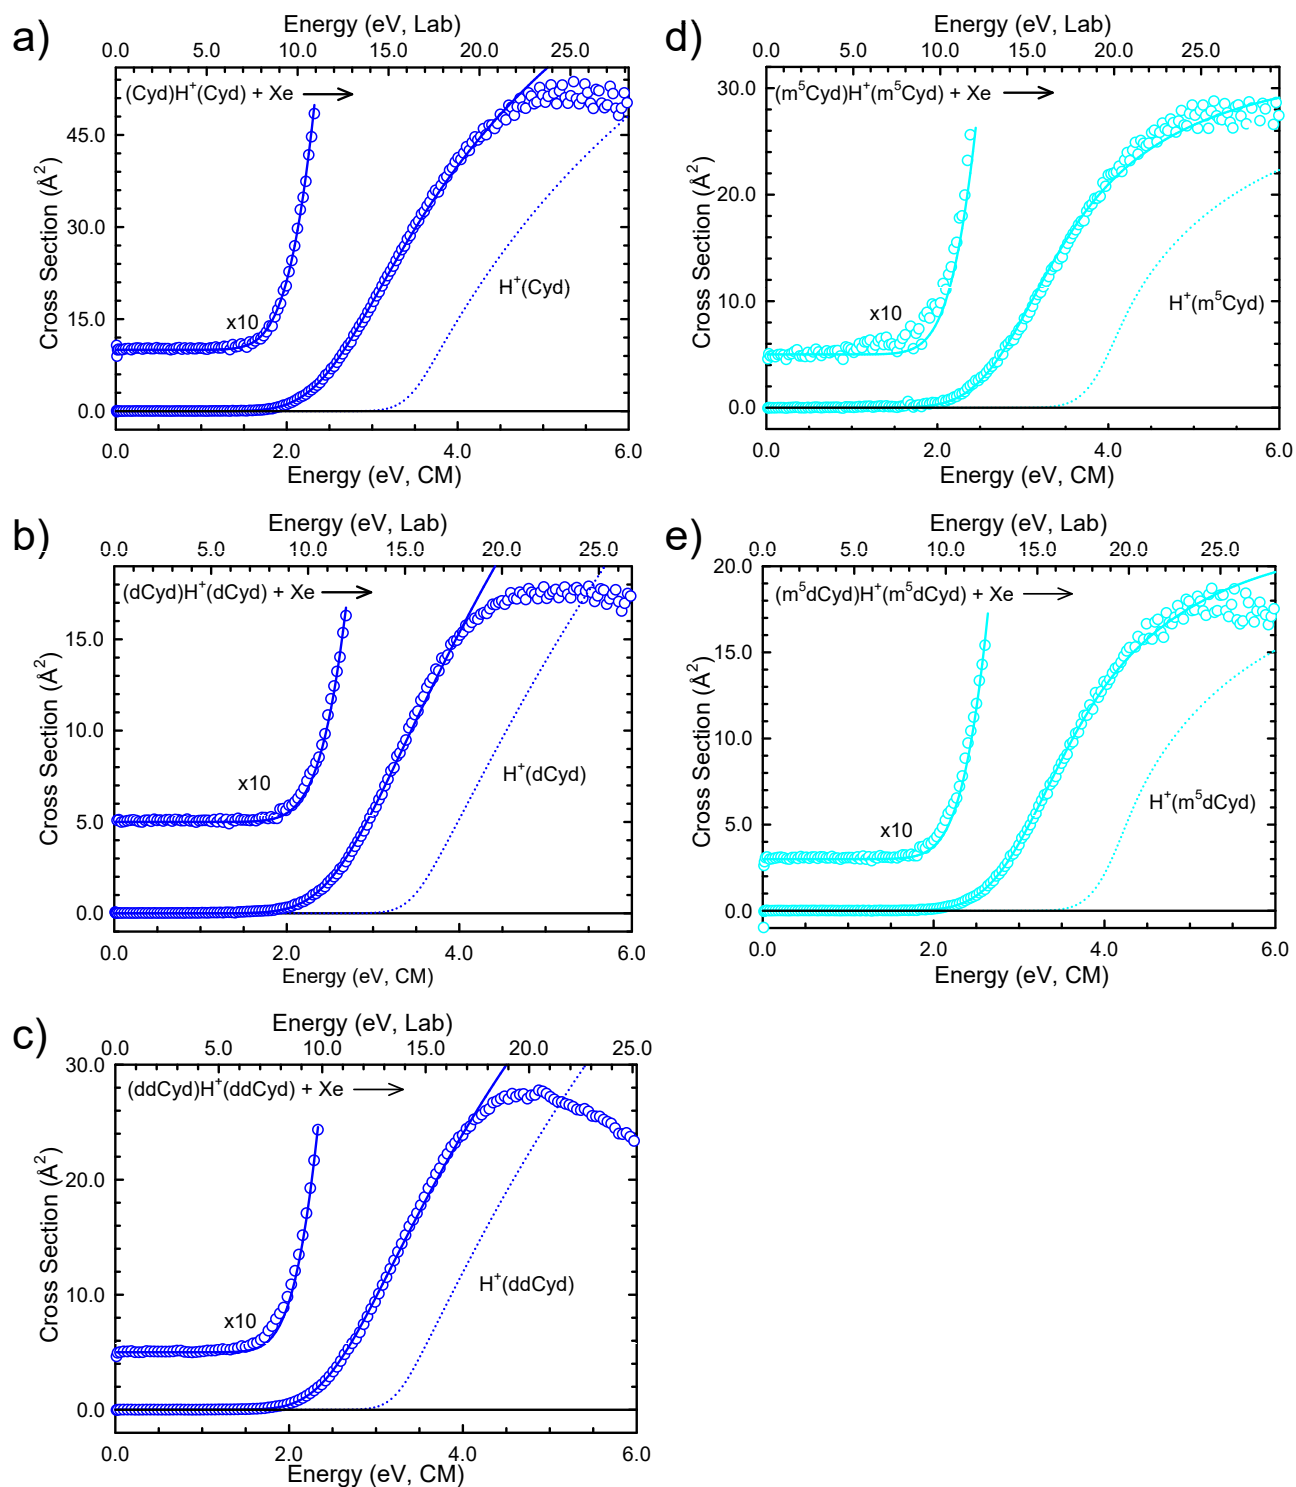 a)
Energy (eV, Lab)
0.0 5.0 10.0 15.0 20.0 25.0
(Cyd)H⁺(Cyd) + Xe
45.0
30.0
15.0
0.0
Cross Section (Å²)
x10
H⁺(Cyd)
0.0 2.0 4.0 6.0
Energy (eV, CM)
b)
Energy (eV, Lab)
0.0 5.0 10.0 15.0 20.0 25.0
(dCyd)H⁺(dCyd) + Xe
15.0
10.0
5.0
0.0
Cross Section (Å²)
x10
H⁺(dCyd)
0.0 2.0 4.0 6.0
Energy (eV, CM)
c)
Energy (eV, Lab)
0.0 5.0 10.0 15.0 20.0 25.0
(ddCyd)H⁺(ddCyd) + Xe
30.0
20.0
10.0
0.0
Cross Section (Å²)
x10
H⁺(ddCyd)
0.0 2.0 4.0 6.0
Energy (eV, CM)
d)
Energy (eV, Lab)
0.0 5.0 10.0 15.0 20.0 25.0
(m⁵Cyd)H⁺(m⁵Cyd) + Xe
30.0
20.0
10.0
0.0
Cross Section (Å²)
x10
H⁺(m⁵Cyd)
0.0 2.0 4.0 6.0
Energy (eV, CM)
e)
Energy (eV, Lab)
0.0 5.0 10.0 15.0 20.0 25.0
(m⁵dCyd)H⁺(m⁵dCyd) + Xe
20.0
15.0
10.0
5.0
0.0
Cross Section (Å²)
x10
H⁺(m⁵dCyd)
0.0 2.0 4.0 6.0
Energy (eV, CM)